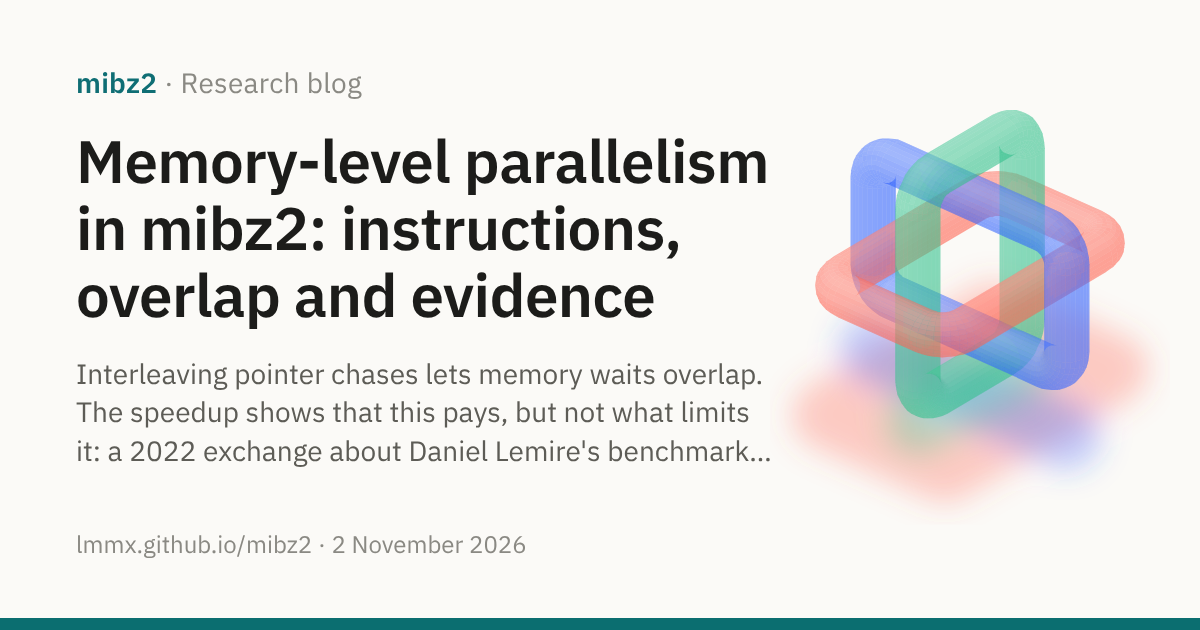 mibz2 · Research blog
Memory-level parallelism
in mibz2: instructions,
overlap and evidence
Interleaving pointer chases lets memory waits overlap.
The speedup shows that this pays, but not what limits
it: a 2022 exchange about Daniel Lemire's benchmark...
lmmx.github.io/mibz2 · 2 November 2026